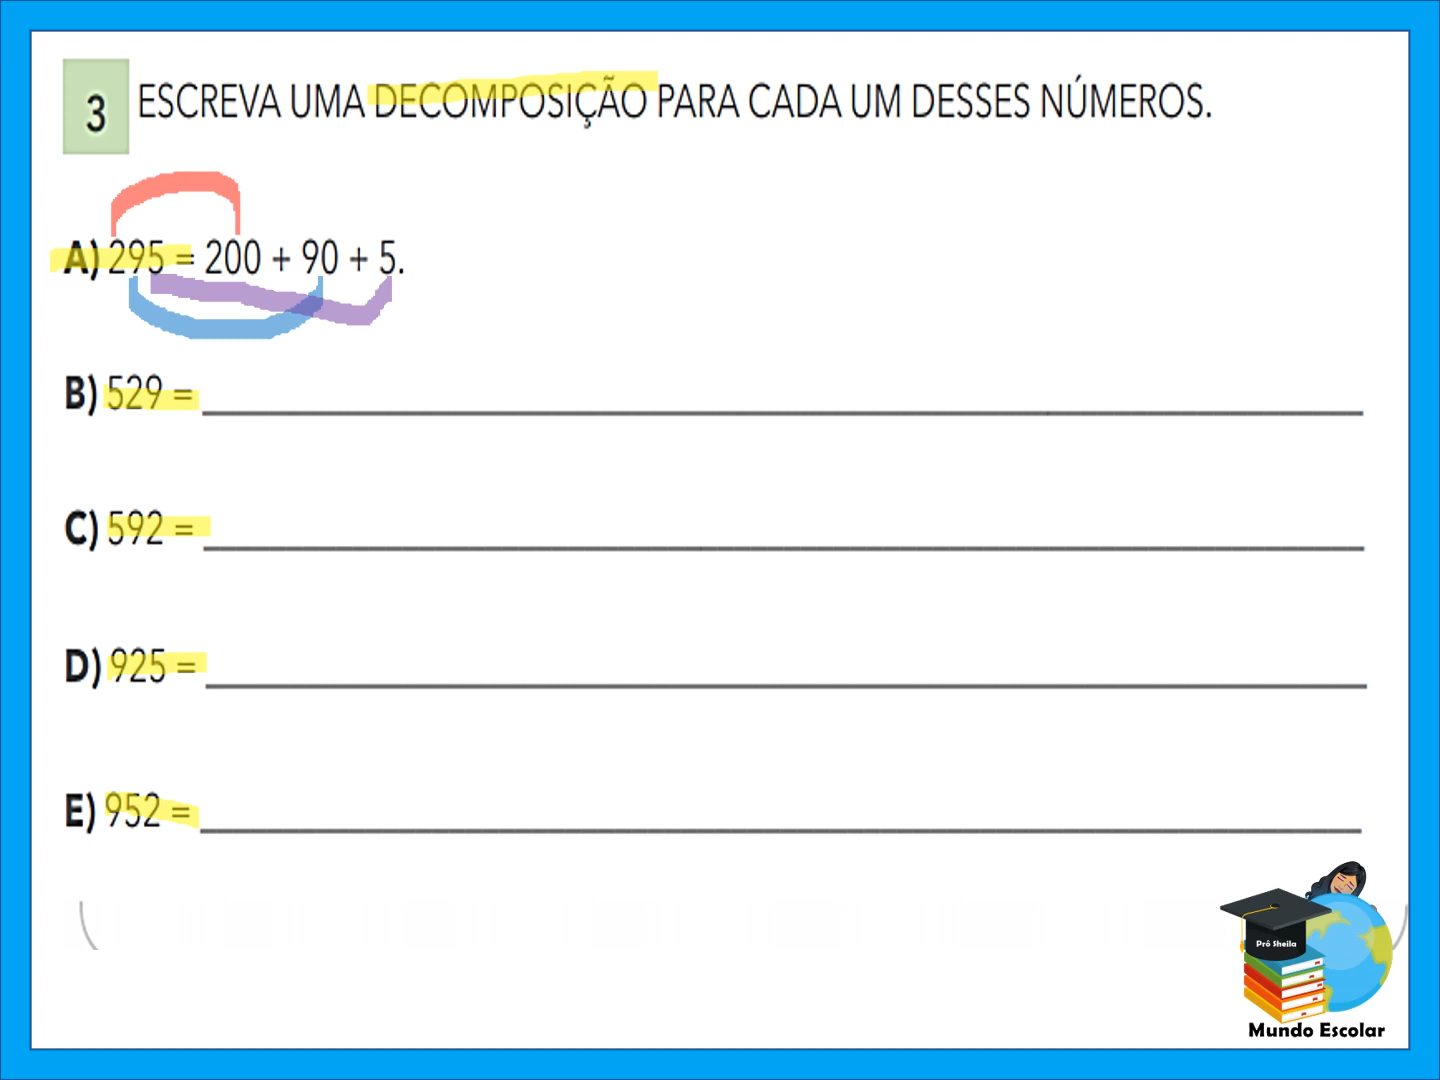 3 ESCREVA UMA DECOMPOSIÇÃO PARA CADA UM DESSES NÚMEROS.
A) 295 = 200 + 90 + 5.
B) 529 =
C) 592 =
D) 925 =
E) 952 =
Prô Sheila
Mundo Escolar